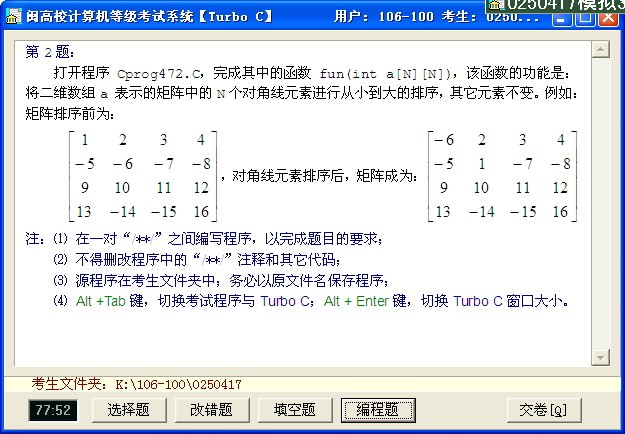 闽高校计算机等级考试系统【Turbo C】 用户: 106-100 考生: 0250... 0250417模拟
第 2 题:
打开程序 Cprog472.C, 完成其中的函数 fun(int a[N][N]), 该函数的功能是:
将二维数组 a 表示的矩阵中的 N 个对角线元素进行从小到大的排序, 其它元素不变。例如:
矩阵排序前为:
1 2 3 4
-5 -6 -7 -8
9 10 11 12
13 -14 -15 16
, 对角线元素排序后, 矩阵成为:
-6 2 3 4
-5 1 -7 -8
9 10 11 12
13 -14 -15 16
注: ⑴ 在一对“/**/”之间编写程序, 以完成题目的要求;
⑵ 不得删改程序中的“/**/”注释和其它代码;
⑶ 源程序在考生文件夹中; 务必以原文件名保存程序;
⑷ Alt +Tab 键, 切换考试程序与 Turbo C; Alt + Enter 键, 切换 Turbo C 窗口大小。
考生文件夹: K:\106-100\0250417
77:52 选择题 改错题 填空题 编程题 交卷[Q]